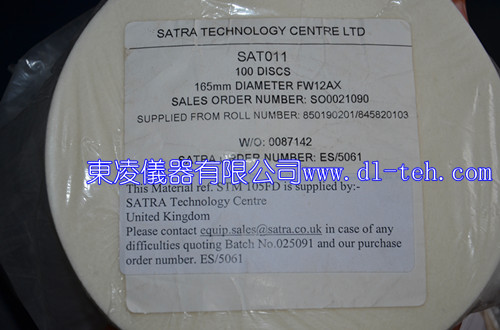 SATRA TECHNOLOGY CENTRE LTD
SAT011
100 DISCS
165mm DIAMETER FW12AX
SALES ORDER NUMBER: SO0021090
SUPPLIED FROM ROLL NUMBER: 850190201/845820103
W/O: 0087142
SATRA ORDER NUMBER: ES/5061
東凌儀器有限公司 www.dl-teh.com
This Material ref. STM 105FD is supplied by:-
SATRA Technology Centre
United Kingdom
Please contact equip.sales@satra.co.uk in case of any
difficulties quoting Batch No.025091 and our purchase
order number. ES/5061